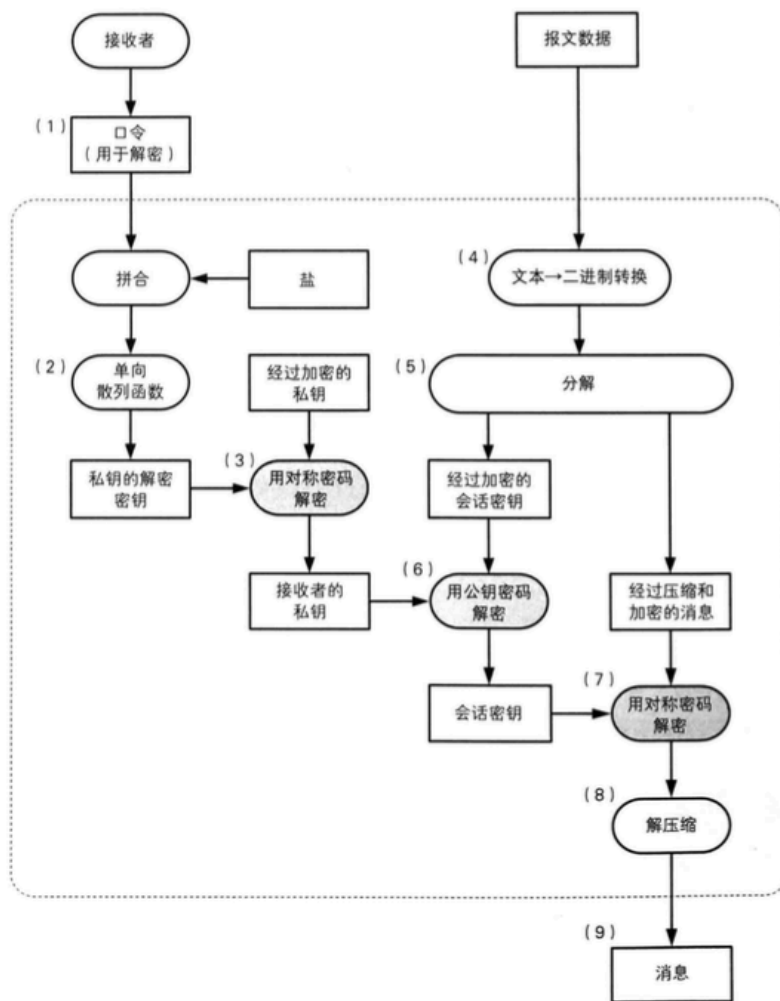 接收者
报文数据
(1)
口令
(用于解密)
拼合
盐
(4)
文本→二进制转换
(2)
单向
散列函数
经过加密的
私钥
(5)
分解
私钥的解密
密钥
(3)
用对称密码
解密
经过加密的
会话密钥
接收者的
私钥
(6)
用公钥密码
解密
经过压缩和
加密的消息
会话密钥
(7)
用对称密码
解密
(8)
解压缩
(9)
消息